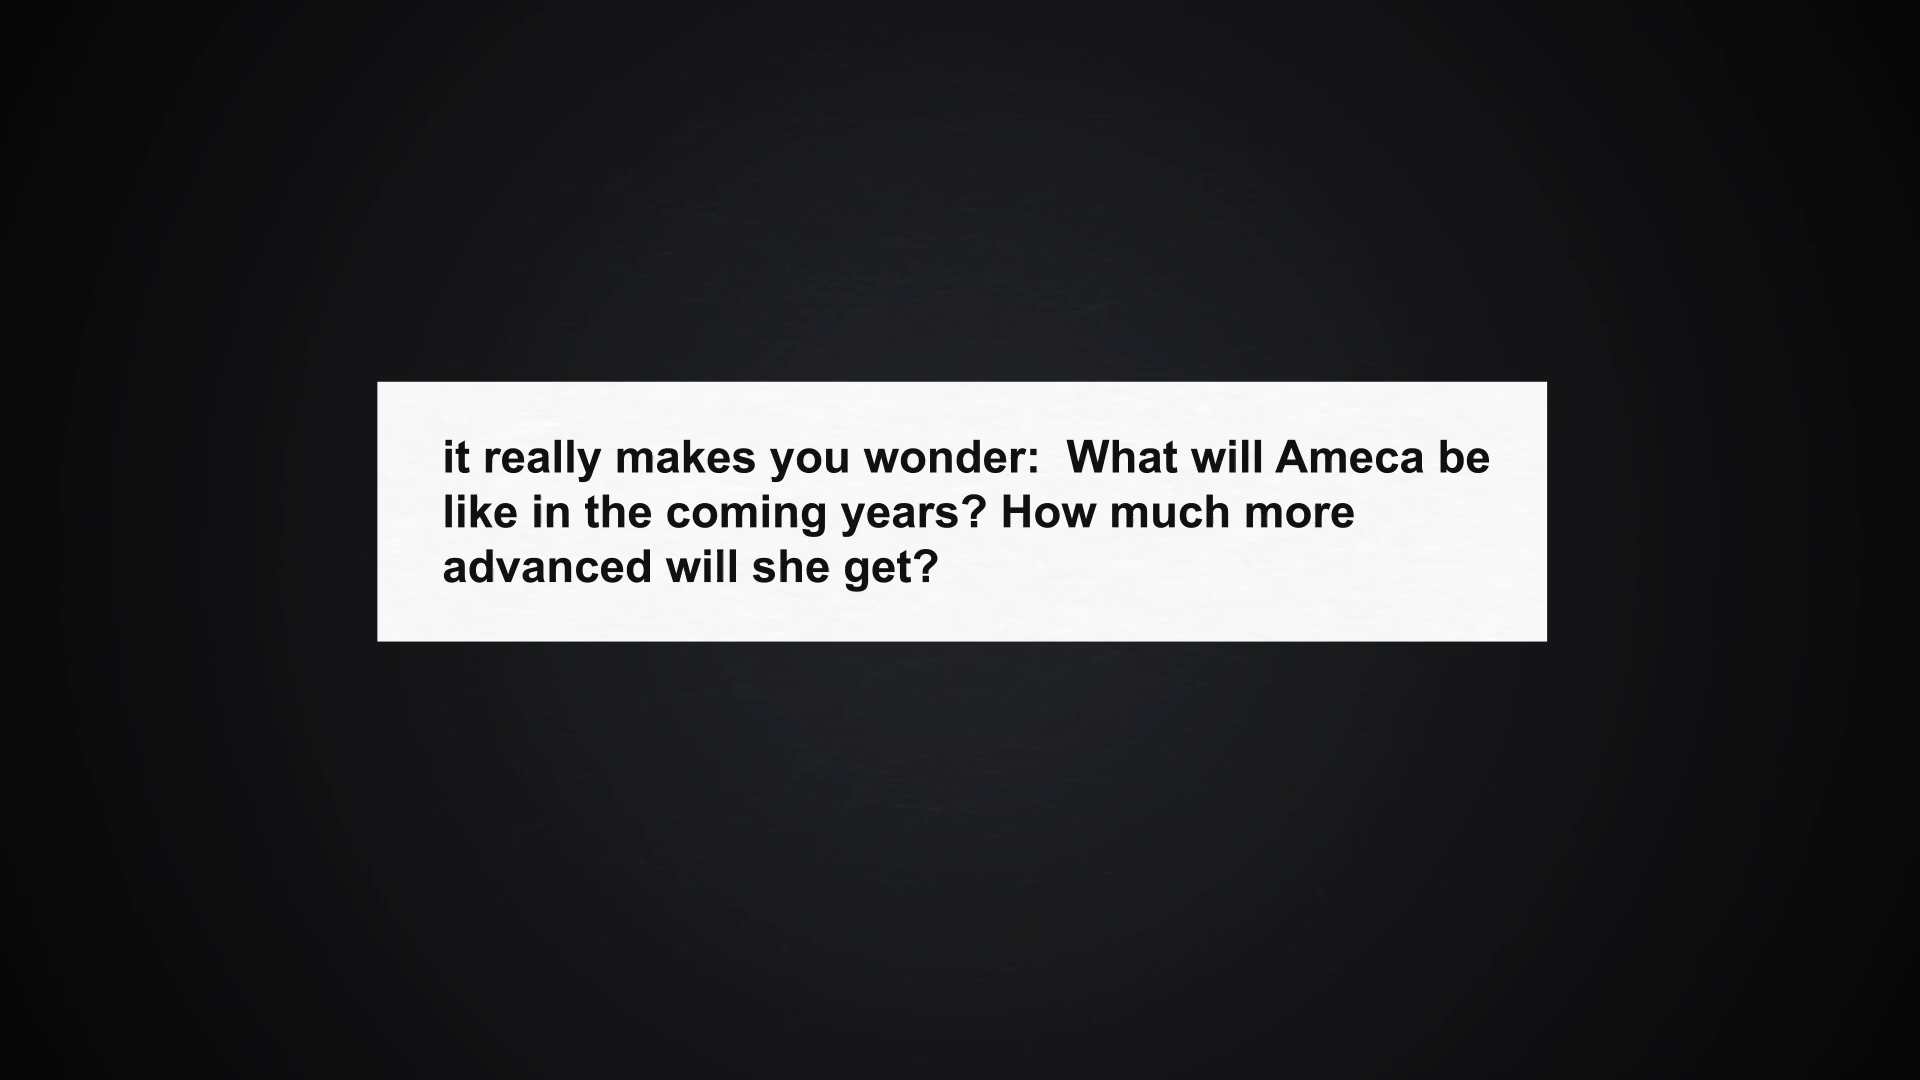 it really makes you wonder:  What will Ameca be
like in the coming years? How much more
advanced will she get?